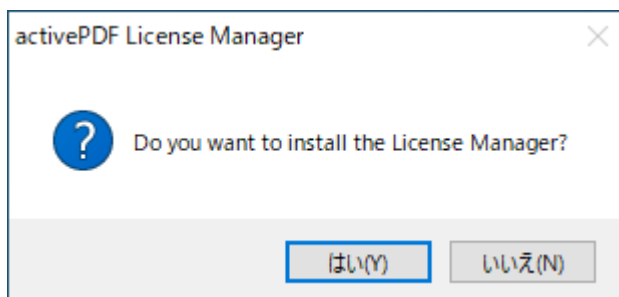 activePDF License Manager
Do you want to install the License Manager?
はい(Y)
いいえ(N)